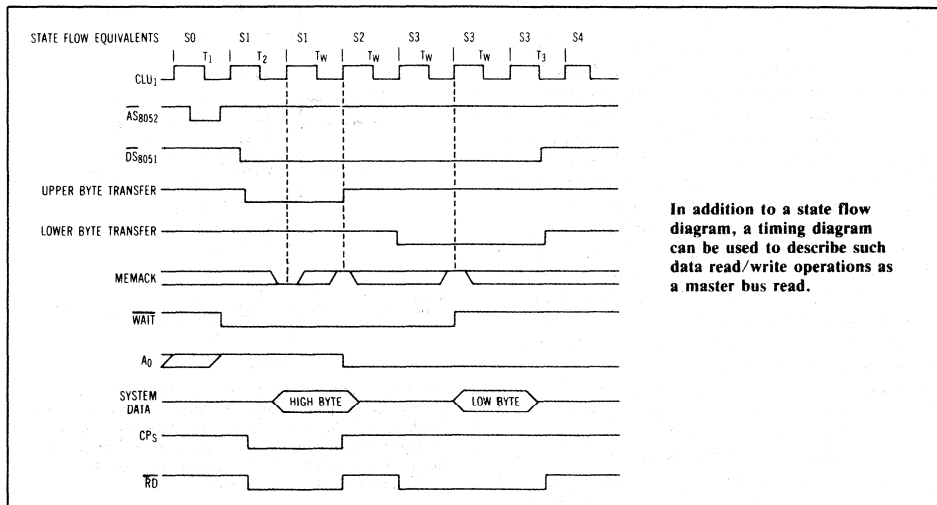 STATE FLOW EQUIVALENTS S0 S1 S1 S2 S3 S3 S3 S4
T1 T2 TW TW TW TW T3
CLU1
AS8052
DS8051
UPPER BYTE TRANSFER
LOWER BYTE TRANSFER
MEMACK
WAIT
A0
SYSTEM
DATA
HIGH BYTE LOW BYTE
CPS
RD
In addition to a state flow
diagram, a timing diagram
can be used to describe such
data read/write operations as
a master bus read.